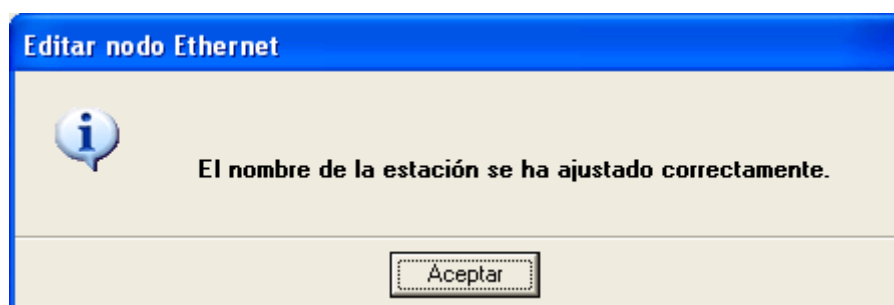 Editar nodo Ethernet
El nombre de la estación se ha ajustado correctamente.
Aceptar